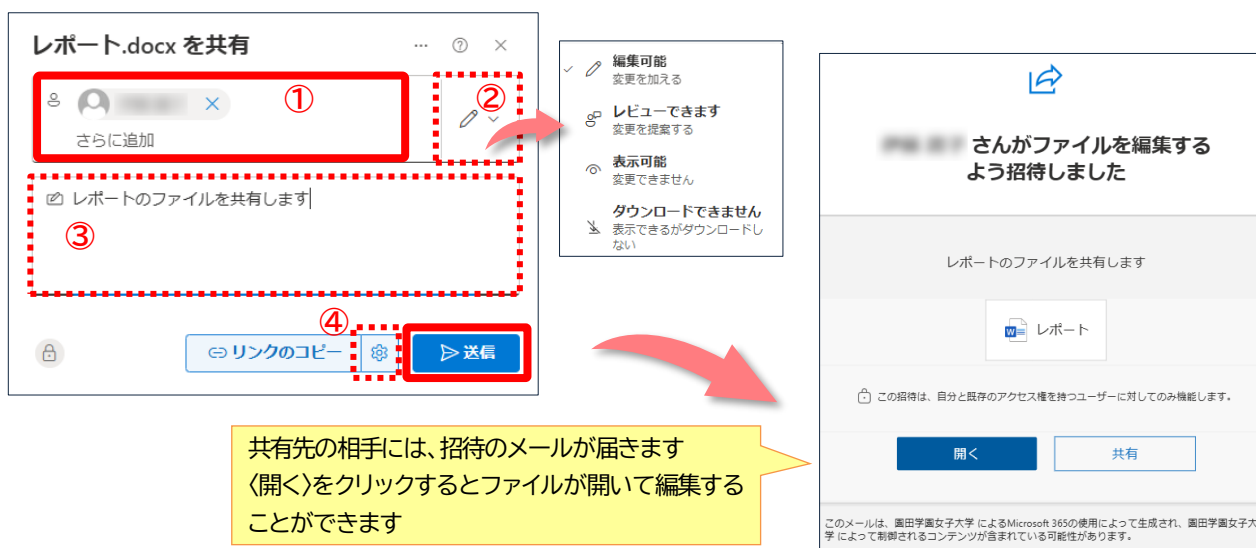 レポート.docx を共有
①
さらに追加
②
レポートのファイルを共有します
③
④
リンクのコピー
送信
編集可能
変更を加える
レビューできます
変更を提案する
表示可能
変更できません
ダウンロードできません
表示できるがダウンロードし
ない
さんがファイルを編集する
よう招待しました
レポートのファイルを共有します
レポート
この招待は、自分と既存のアクセス権を持つユーザーに対してのみ機能します。
開く
共有
このメールは、園田学園女子大学 によるMicrosoft 365の使用によって生成され、園田学園女子大
学 によって制御されるコンテンツが含まれている可能性があります。
共有先の相手には、招待のメールが届きます
〈開く〉をクリックするとファイルが開いて編集する
ことができます